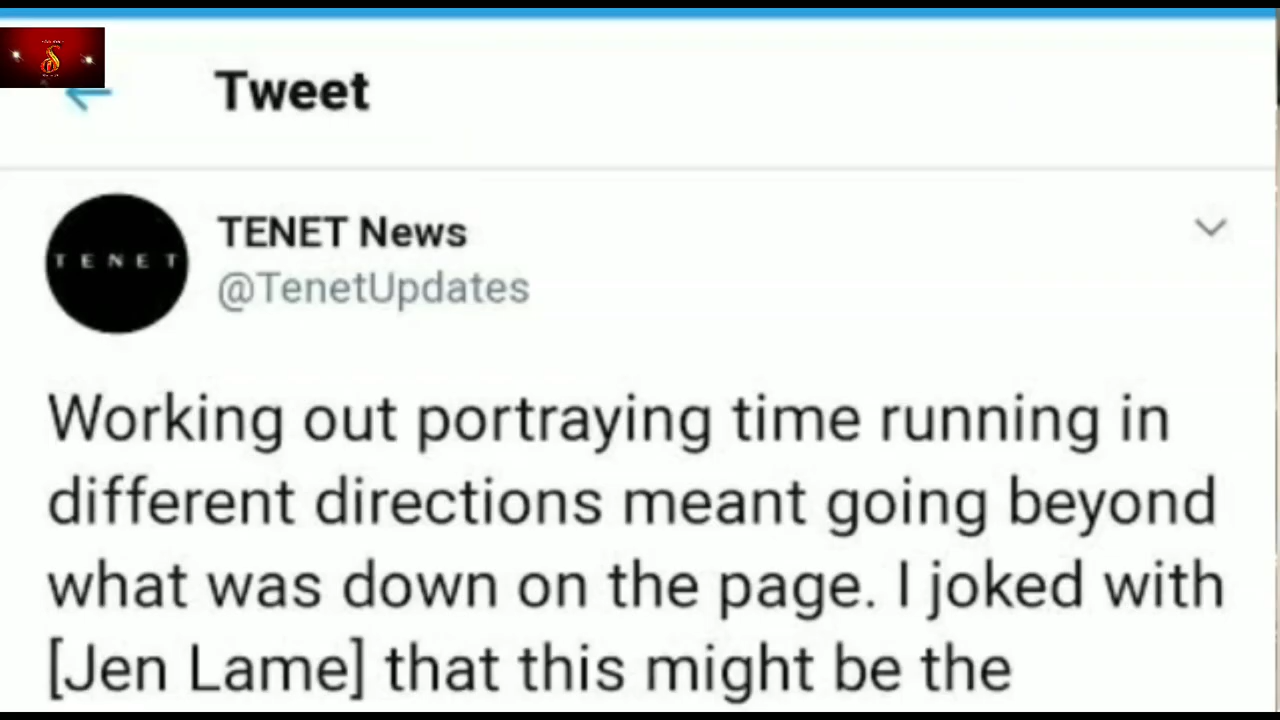 Tweet
TENET
TENET News
@TenetUpdates
Working out portraying time running in
different directions meant going beyond
what was down on the page. I joked with
[Jen Lame] that this might be the